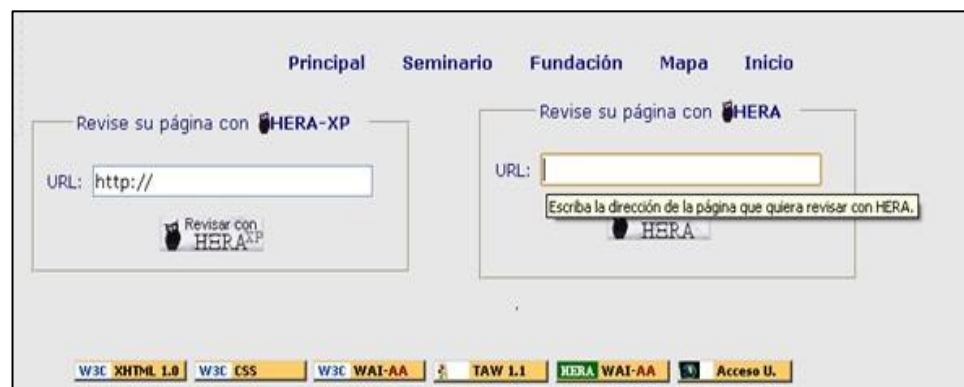 Principal Seminario Fundación Mapa Inicio
Revise su página con HERA-XP
URL: http://
Revisar con
HERA XP
Revise su página con HERA
URL:
Escriba la dirección de la página que quiera revisar con HERA.
HERA
W3C XHTML 1.0 W3C CSS W3C WAI-AA TAW 1.1 HERA WAI-AA Acceso U.